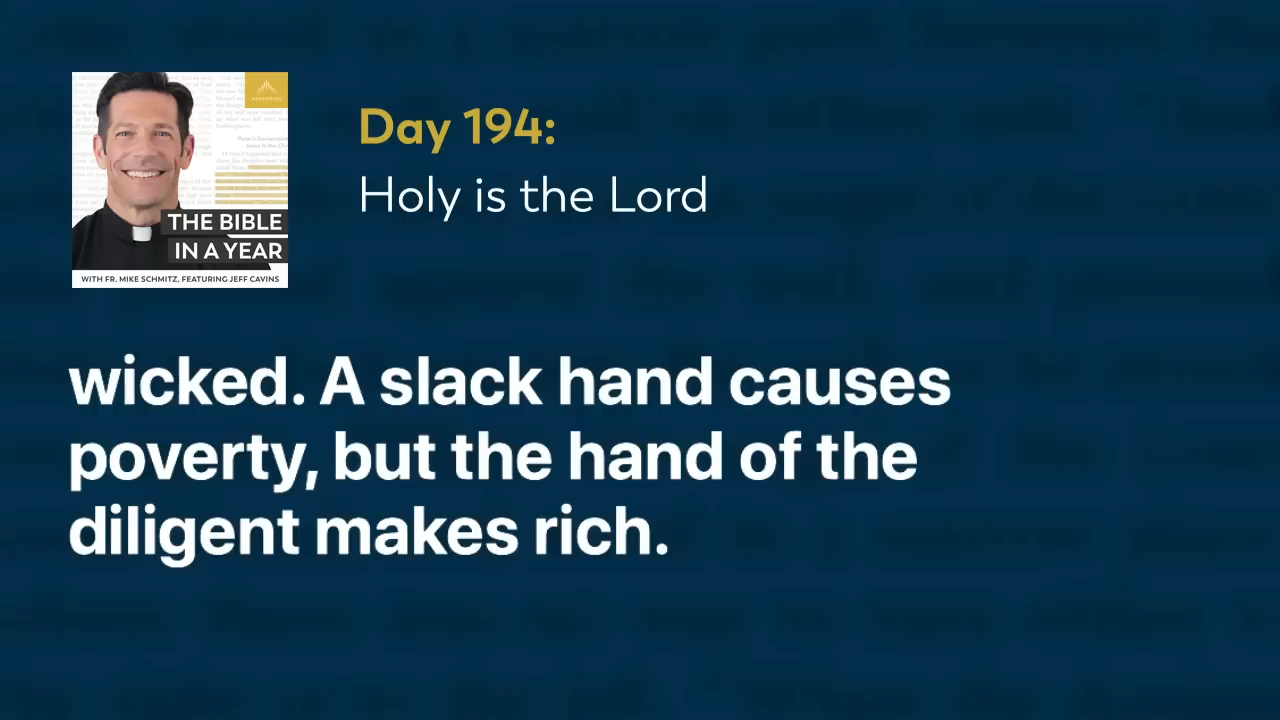 Day 194:
Holy is the Lord
THE BIBLE
IN A YEAR
WITH FR. MIKE SCHMITZ, FEATURING JEFF CAVINS
wicked. A slack hand causes
poverty, but the hand of the
diligent makes rich.